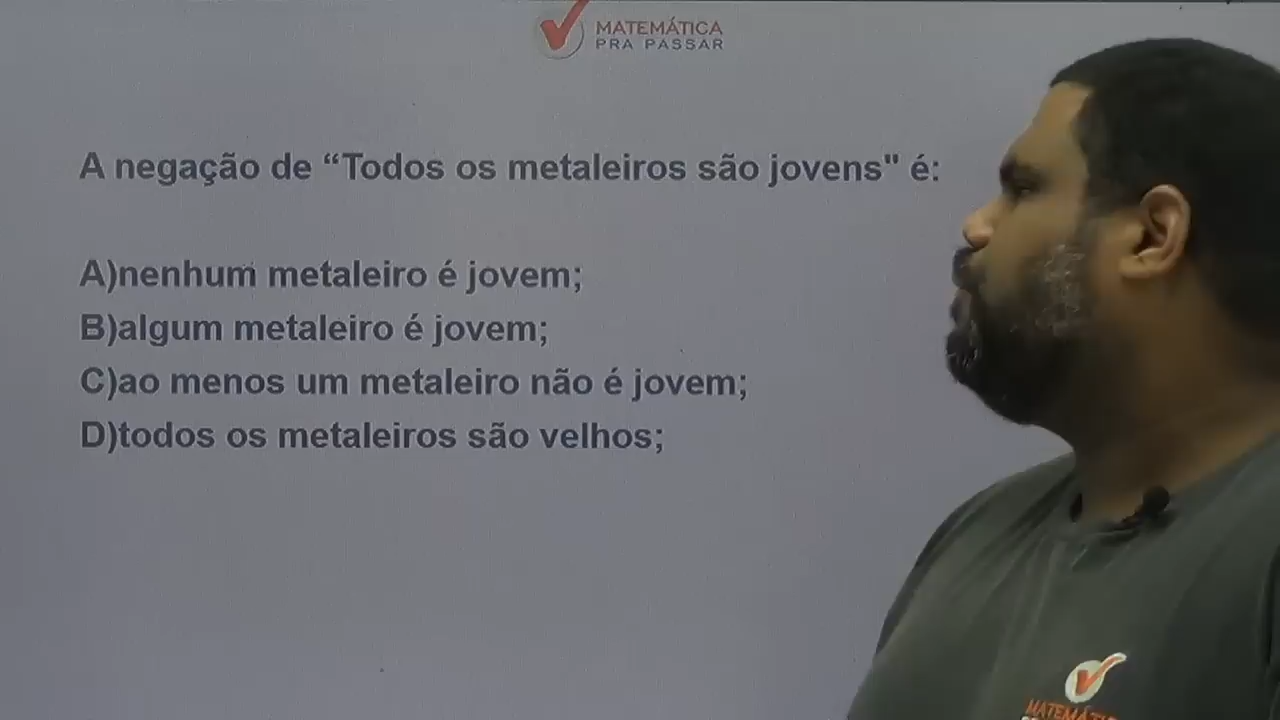 MATEMÁTICA
PRA PASSAR
A negação de “Todos os metaleiros são jovens" é:
A)nenhum metaleiro é jovem;
B)algum metaleiro é jovem;
C)ao menos um metaleiro não é jovem;
D)todos os metaleiros são velhos;